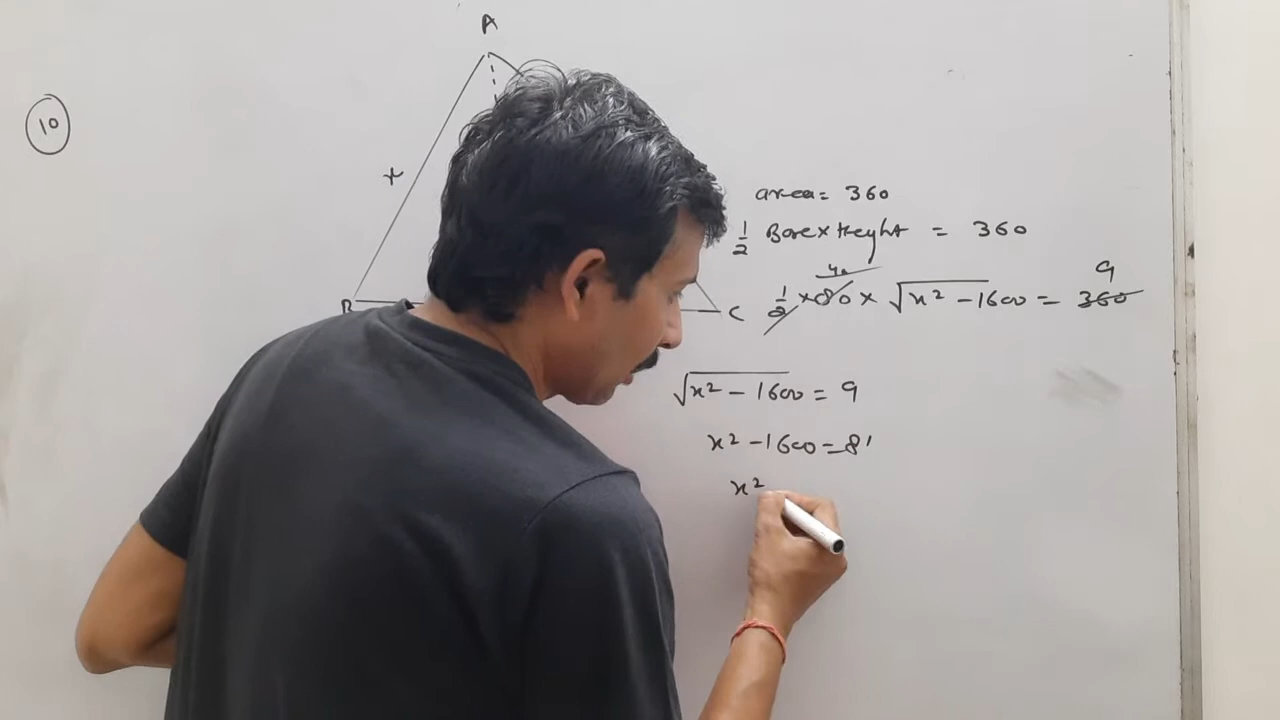 A
10
x
area = 360
1/2 Base x Height = 360
40 9
B C 1/2 × 80 × √x² - 1600 = 360
√x² - 1600 = 9
x² - 1600 = 81
x²